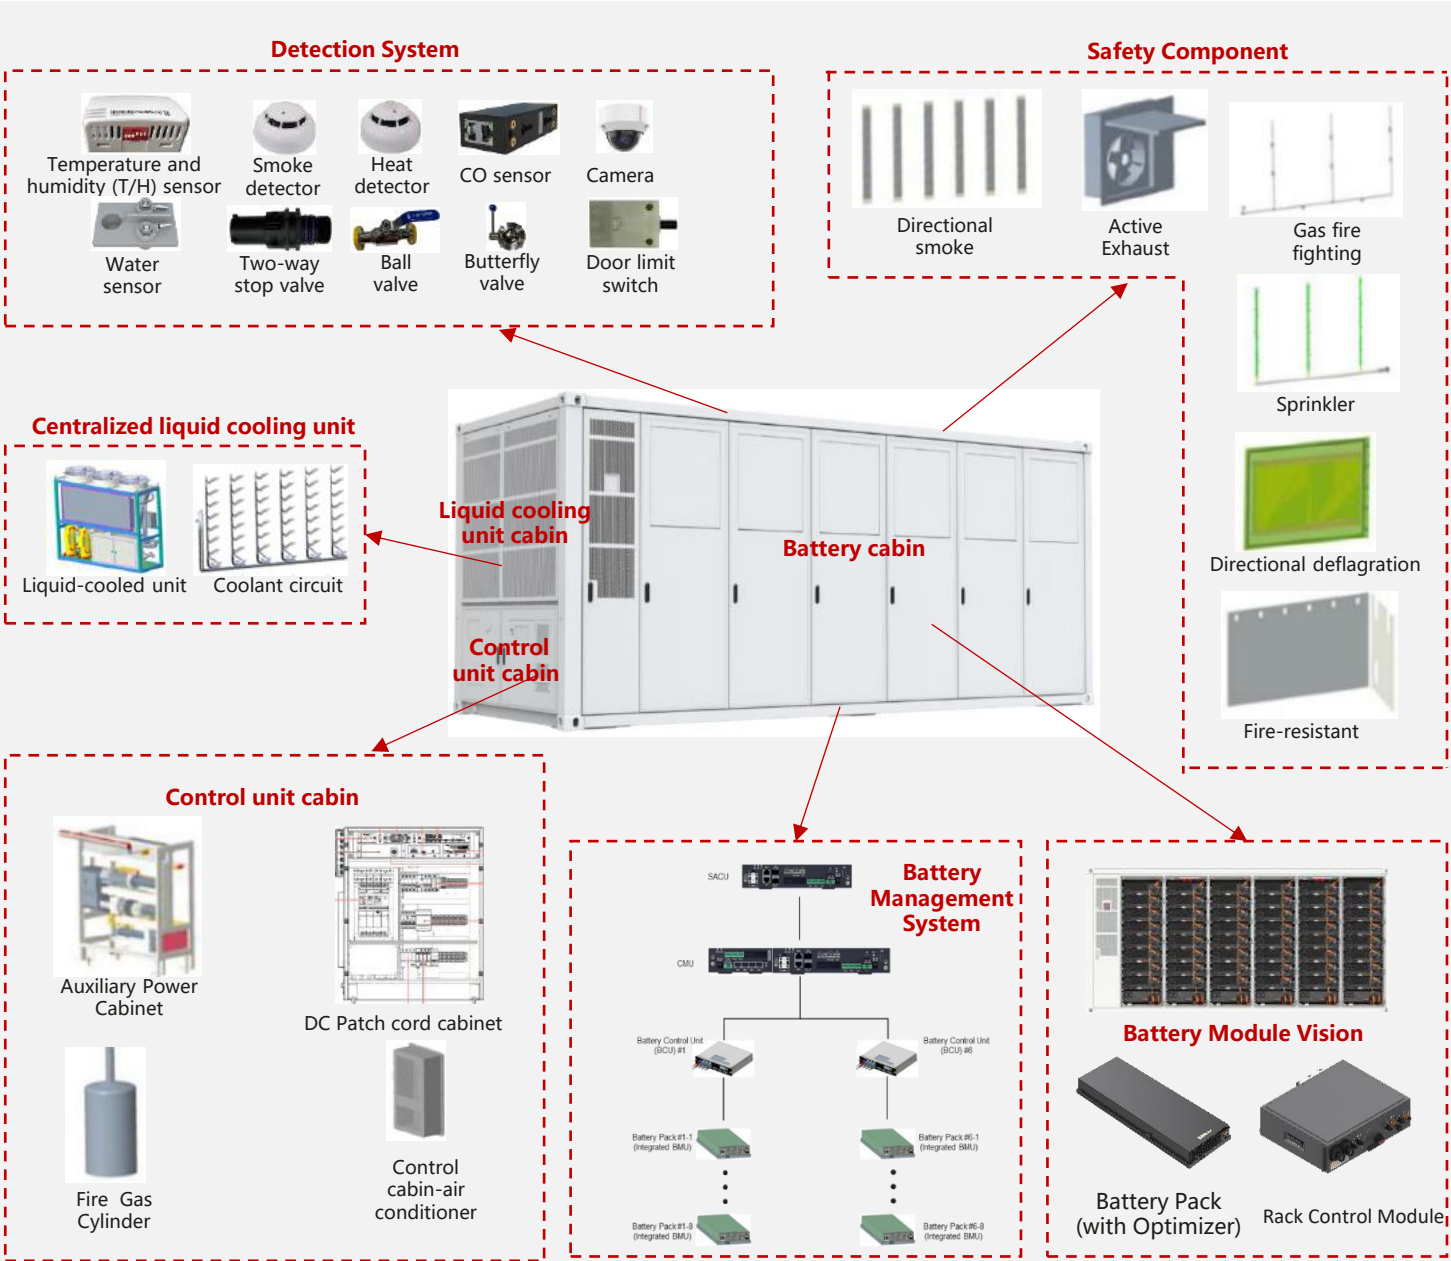 Detection System
Temperature and
humidity (T/H) sensor
Smoke
detector
Heat
detector
CO sensor
Camera
Water
sensor
Two-way
stop valve
Ball
valve
Butterfly
valve
Door limit
switch
Safety Component
Directional
smoke
Active
Exhaust
Gas fire
fighting
Sprinkler
Directional deflagration
Fire-resistant
Centralized liquid cooling unit
Liquid-cooled unit
Coolant circuit
Liquid cooling
unit cabin
Battery cabin
Control
unit cabin
Control unit cabin
Auxiliary Power
Cabinet
DC Patch cord cabinet
Fire Gas
Cylinder
Control
cabin-air
conditioner
Battery
Management
System
SACU
CMU
Battery Control Unit
(BCU) #1
Battery Control Unit
(BCU) #6
Battery Pack #1-1
(Integrated BMU)
Battery Pack #6-1
(Integrated BMU)
Battery Pack #1-8
(Integrated BMU)
Battery Pack #6-8
(Integrated BMU)
Battery Module Vision
Battery Pack
(with Optimizer)
Rack Control Module